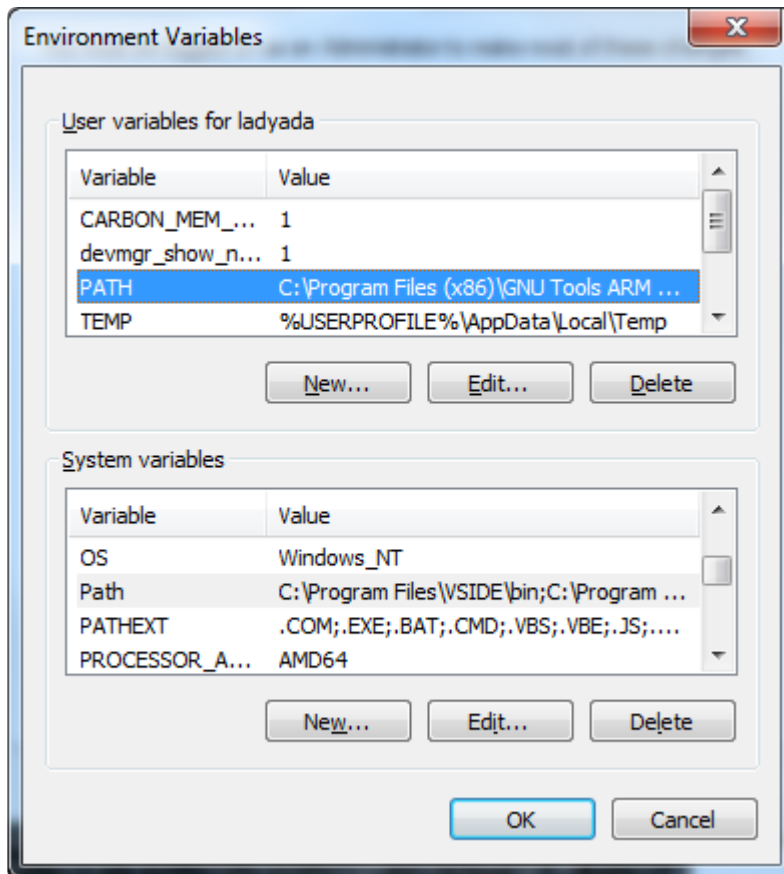 Environment Variables
User variables for ladyada
Variable Value
CARBON_MEM_... 1
devmgr_show_n... 1
PATH C:\Program Files (x86)\GNU Tools ARM ...
TEMP %USERPROFILE%\AppData\Local\Temp
New... Edit... Delete
System variables
Variable Value
OS Windows_NT
Path C:\Program Files\VSIDE\bin;C:\Program ...
PATHEXT .COM;.EXE;.BAT;.CMD;.VBS;.VBE;.JS;....
PROCESSOR_A... AMD64
New... Edit... Delete
OK Cancel